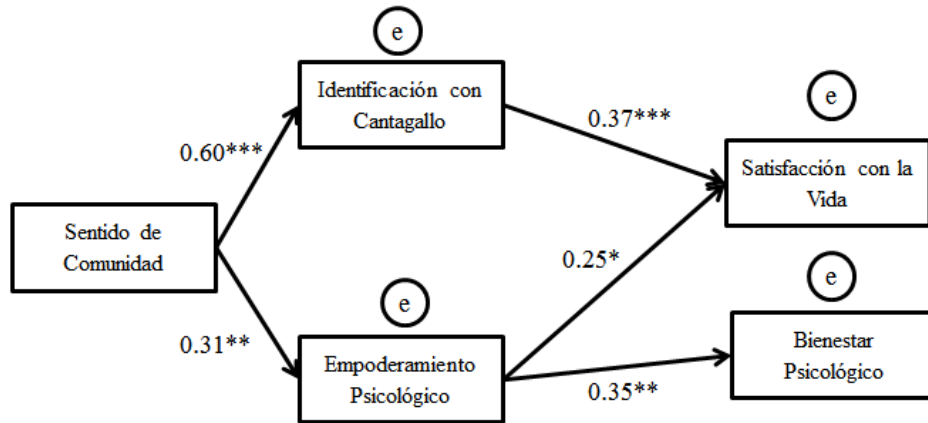 e
Identificación con
Cantagallo
e
0.37***
0.60***
Satisfacción con la
Vida
Sentido de
Comunidad
0.25*
e
e
0.31**
Empoderamiento
Psicológico
Bienestar
Psicológico
0.35**